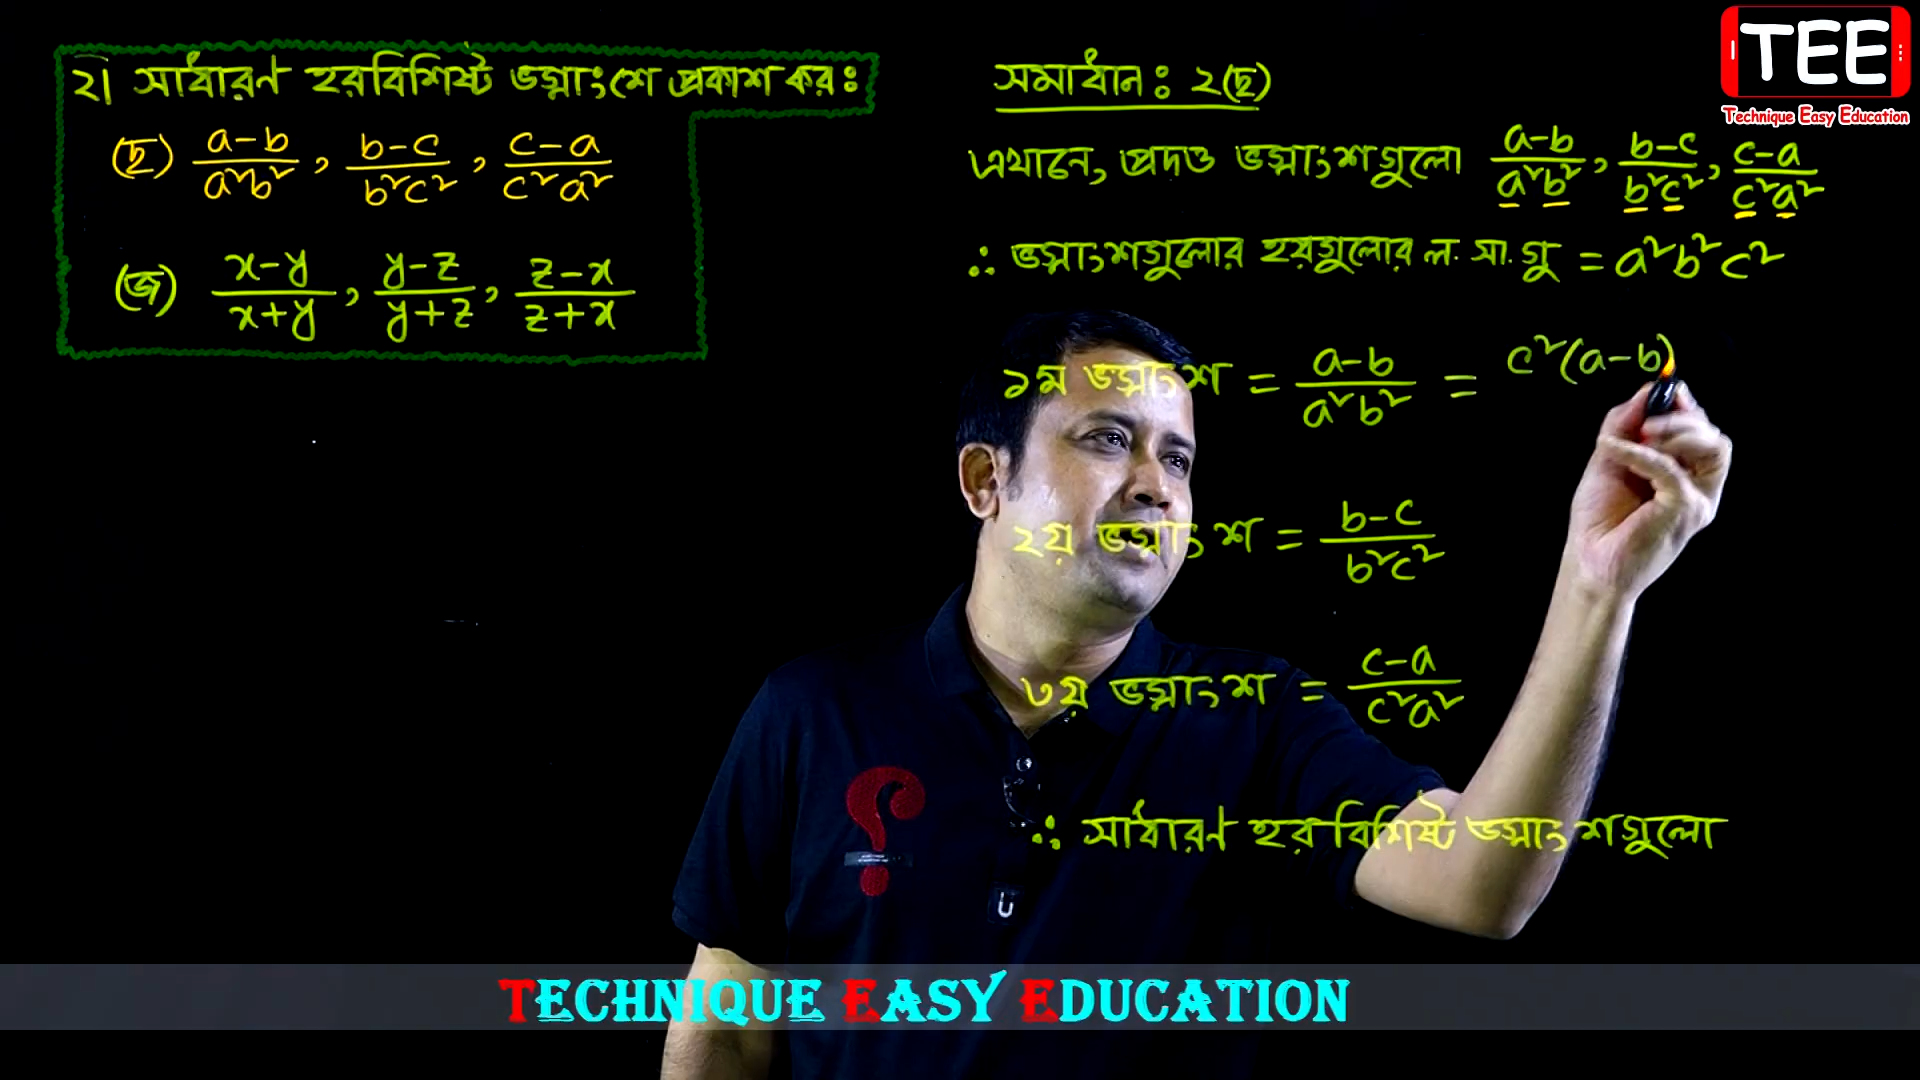 ২। সাধারণ হরবিশিষ্ট ভগ্নাংশে প্রকাশ করঃ
(ছ) a-b/a²b², b-c/b²c², c-a/c²a²
(জ) x-y/x+y, y-z/y+z, z-x/z+x
সমাধান: ২(ছ)
এখানে, প্রদত্ত ভগ্নাংশগুলো a-b/a²b², b-c/b²c², c-a/c²a²
∴ ভগ্নাংশগুলোর হরগুলোর ল. সা. গু = a²b²c²
১ম ভগ্নাংশ = a-b/a²b² = c²(a-b)
২য় ভগ্নাংশ = b-c/b²c²
৩য় ভগ্নাংশ = c-a/c²a²
∴ সাধারণ হরবিশিষ্ট ভগ্নাংশগুলো
TEE
Technique Easy Education
?
U
TECHNIQUE EASY EDUCATION